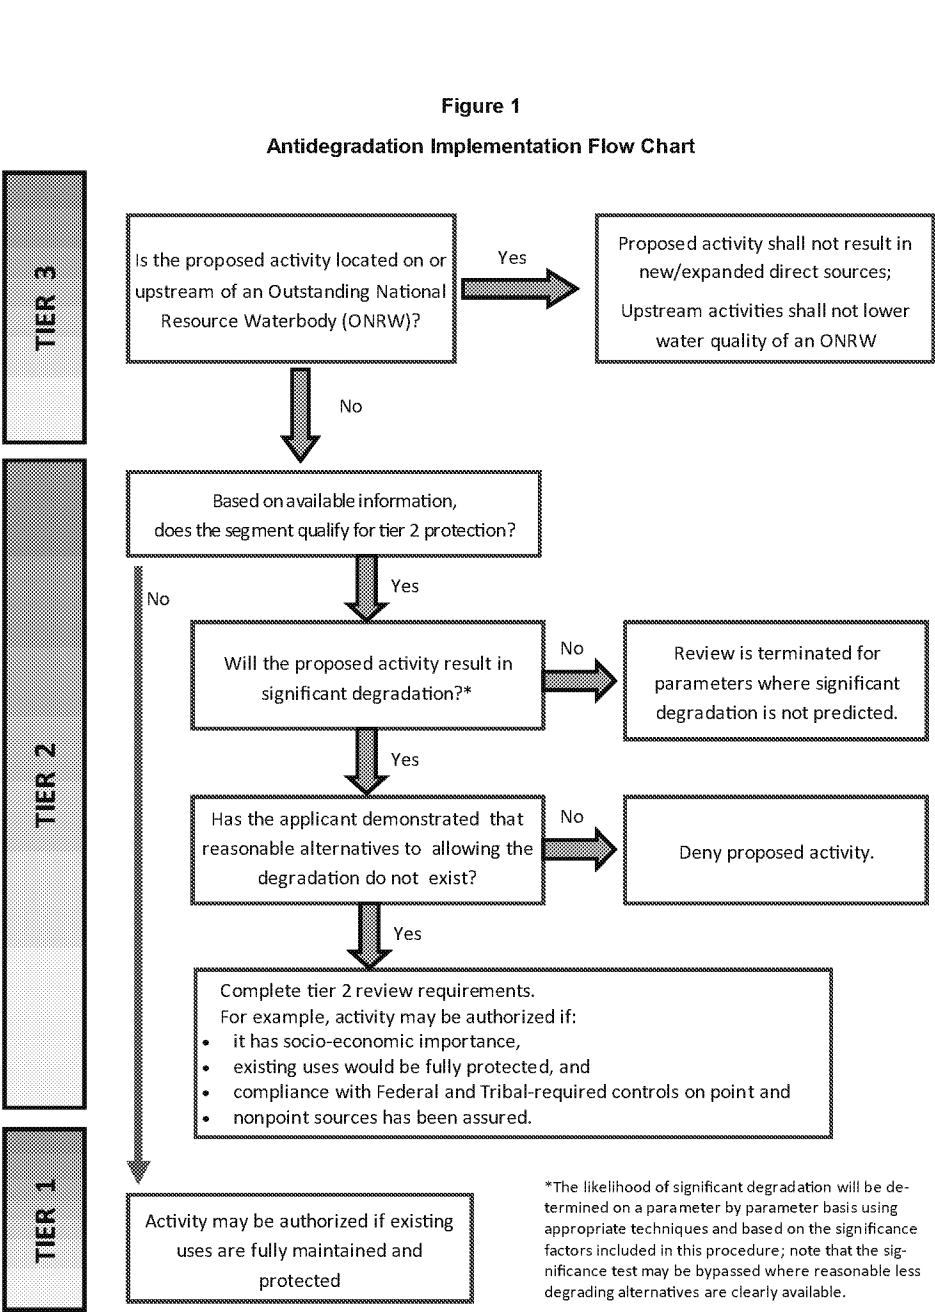 Figure 1
Antidegradation Implementation Flow Chart
TIER 3
Is the proposed activity located on or
upstream of an Outstanding National
Resource Waterbody (ONRW)?
Yes
Proposed activity shall not result in
new/expanded direct sources;
Upstream activities shall not lower
water quality of an ONRW
No
TIER 2
Based on available information,
does the segment qualify for tier 2 protection?
No
Yes
Will the proposed activity result in
significant degradation?*
No
Review is terminated for
parameters where significant
degradation is not predicted.
Yes
Has the applicant demonstrated that
reasonable alternatives to allowing the
degradation do not exist?
No
Deny proposed activity.
Yes
Complete tier 2 review requirements.
For example, activity may be authorized if:
• it has socio-economic importance,
• existing uses would be fully protected, and
• compliance with Federal and Tribal-required controls on point and
• nonpoint sources has been assured.
TIER 1
Activity may be authorized if existing
uses are fully maintained and
protected
*The likelihood of significant degradation will be de-
termined on a parameter by parameter basis using
appropriate techniques and based on the significance
factors included in this procedure; note that the sig-
nificance test may be bypassed where reasonable less
degrading alternatives are clearly available.